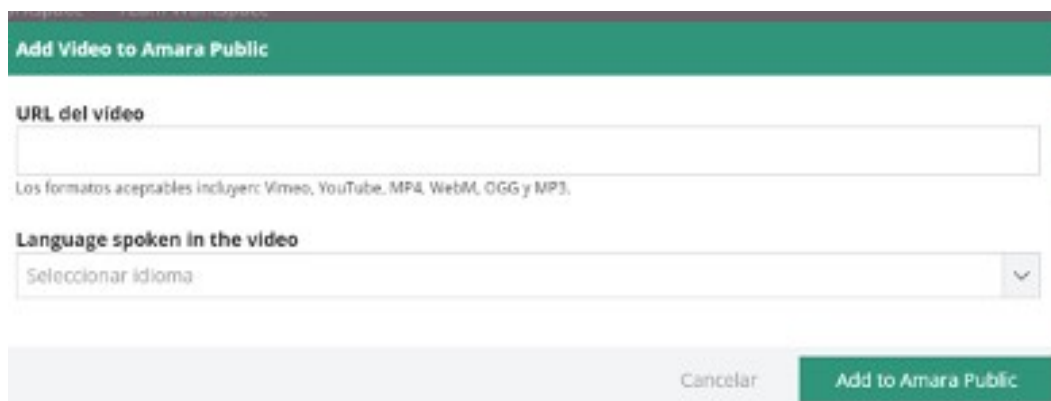 Add Video to Amara Public
URL del vídeo
Los formatos aceptables incluyen: Vimeo, YouTube, MP4, WebM, OGG y MP3.
Language spoken in the video
Seleccionar idioma
Cancelar
Add to Amara Public